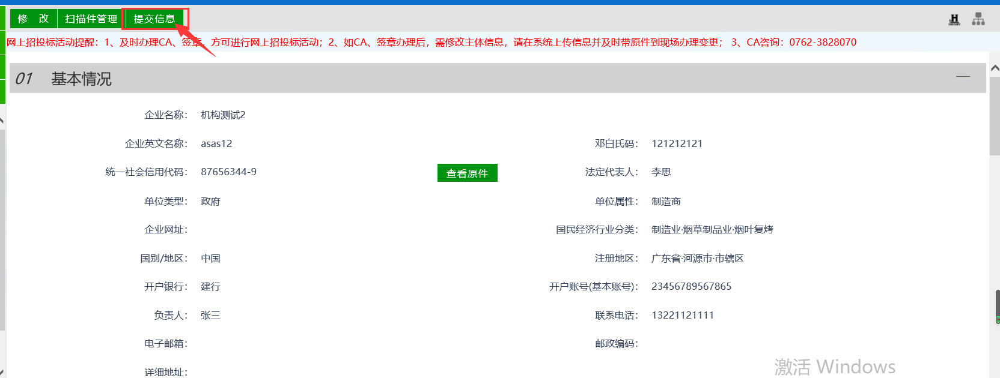 修 改 扫描件管理 提交信息
网上招投标活动提醒：1、及时办理CA、签章，方可进行网上招投标活动；2、如CA、签章办理后，需修改主体信息，请在系统上传信息并及时带原件到现场办理变更； 3、CA咨询：0762-3828070
01 基本情况
企业名称： 机构测试2
企业英文名称： asas12 邓白氏码： 121212121
统一社会信用代码： 87656344-9 查看原件 法定代表人： 李思
单位类型： 政府 单位属性： 制造商
企业网址： 国民经济行业分类： 制造业·烟草制品业·烟叶复烤
国别/地区： 中国 注册地区： 广东省·河源市·市辖区
开户银行： 建行 开户账号(基本账号)： 23456789567865
负责人： 张三 联系电话： 13221121111
电子邮箱： 邮政编码：
详细地址：
激活 Windows